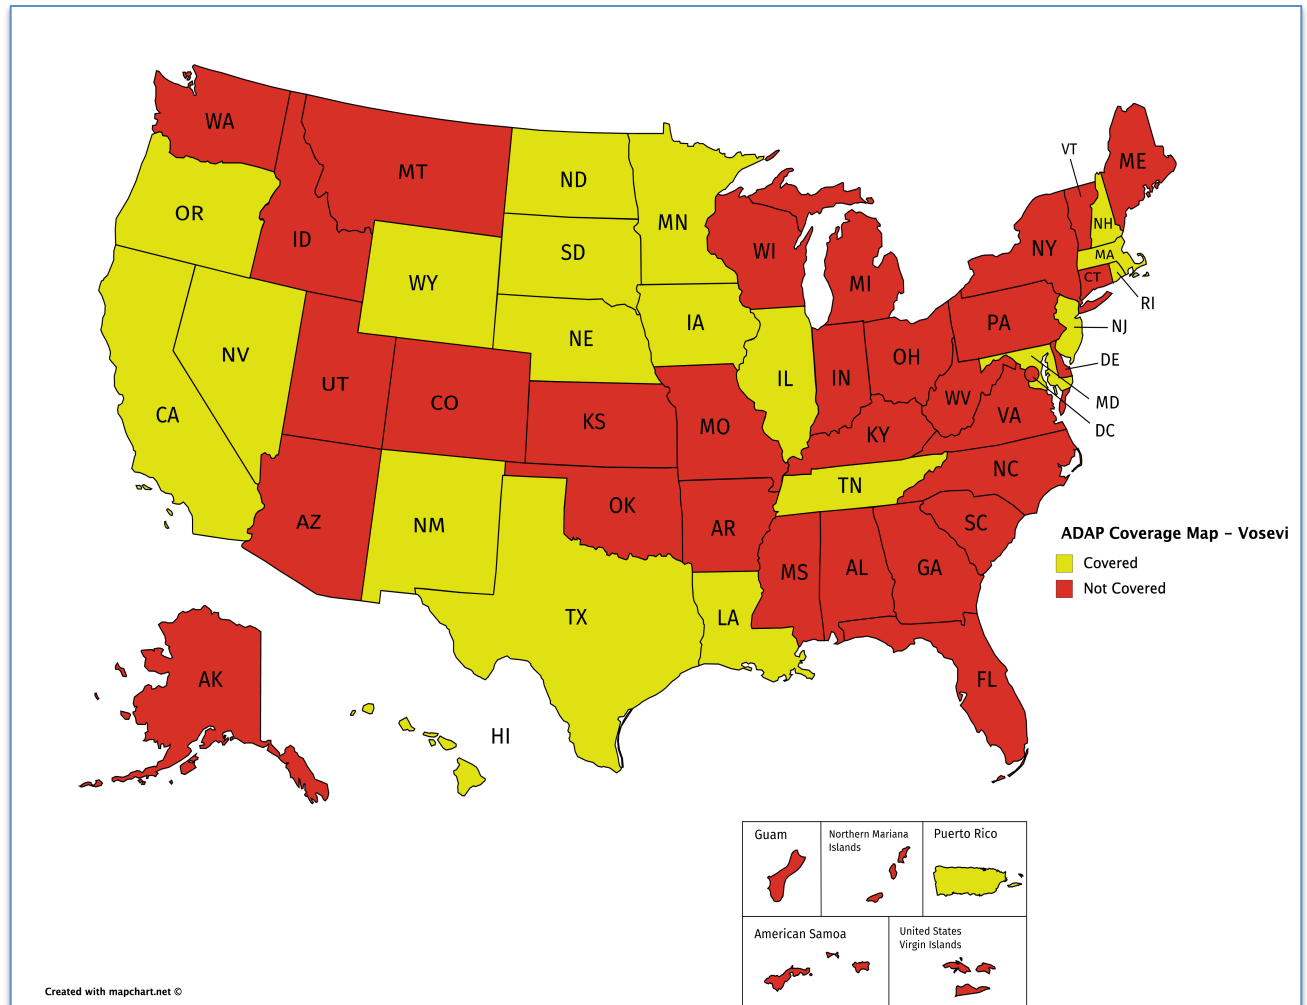 WA
MT
ND
MN
OR
ID
SD
WI
WY
MI
NY
VT
ME
NH
MA
CT
RI
NJ
DE
MD
DC
NV
NE
IA
PA
UT
CO
IL
IN
OH
WV
VA
CA
KS
MO
KY
NC
TN
AZ
NM
OK
AR
SC
MS
AL
GA
TX
LA
FL
AK
HI
ADAP Coverage Map – Vosevi
Covered
Not Covered
Guam
Northern Mariana
Islands
Puerto Rico
American Samoa
United States
Virgin Islands
Created with mapchart.net ©